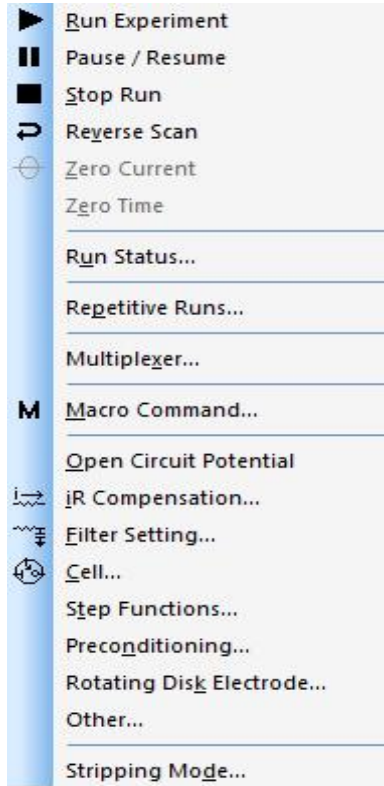 Run Experiment
Pause / Resume
Stop Run
Reverse Scan
Zero Current
Zero Time
Run Status...
Repetitive Runs...
Multiplexer...
M Macro Command...
Open Circuit Potential
i iR Compensation...
Filter Setting...
Cell...
Step Functions...
Preconditioning...
Rotating Disk Electrode...
Other...
Stripping Mode...